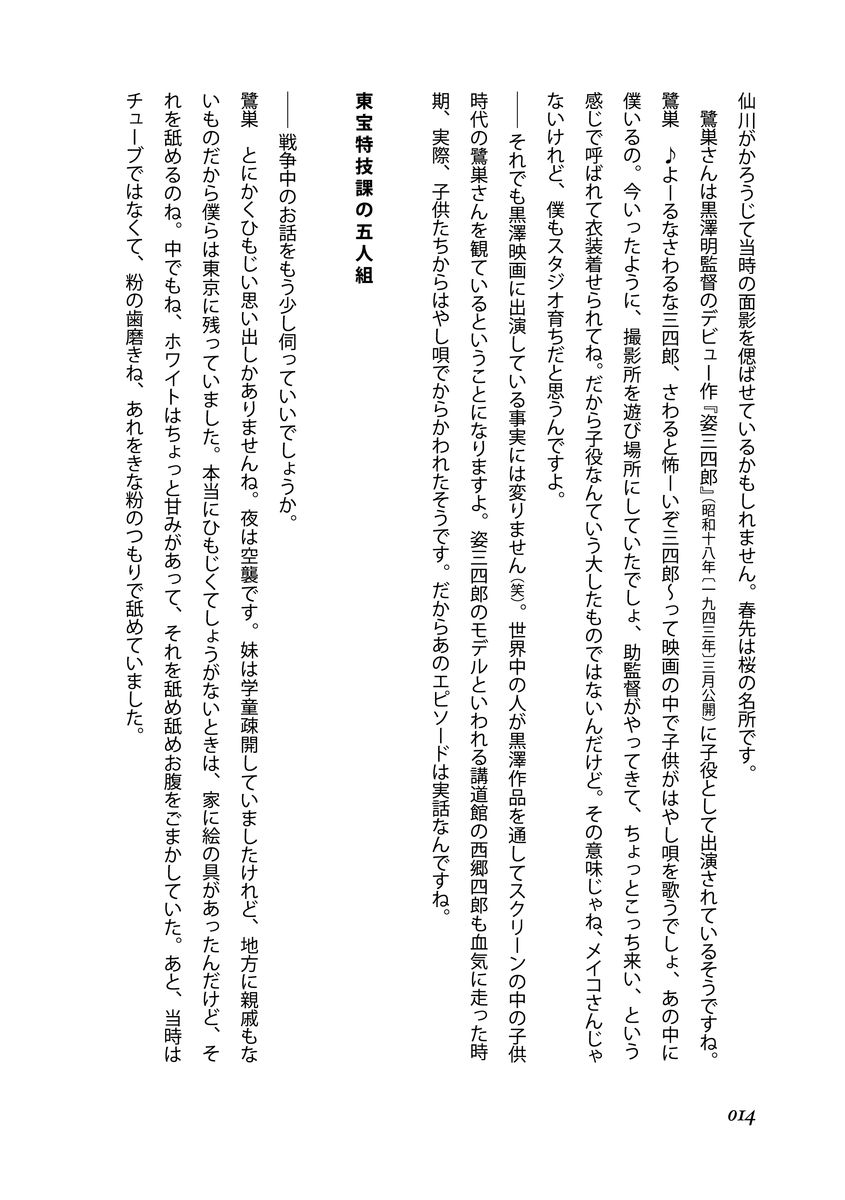 仙川がかろうじて当時の面影を偲ばせているかもしれません。春先は桜の名所です。
鷺巣さんは黒澤明監督のデビュー作『姿三四郎』（昭和十八年〔一九四三年〕三月公開）に子役として出演されているそうですね。
鷺巣　♪よーるなさわるな三四郎、さわると怖ーいぞ三四郎〜って映画の中で子供がはやし唄を歌うでしょ、あの中に
僕いるの。今いったように、撮影所を遊び場所にしていたでしょ、助監督がやってきて、ちょっとこっち来い、という
感じで呼ばれて衣装着せられてね。だから子役なんていう大したものではないんだけど。その意味じゃね、メイコさんじゃ
ないけれど、僕もスタジオ育ちだと思うんですよ。
――それでも黒澤映画に出演している事実には変りません（笑）。世界中の人が黒澤作品を通してスクリーンの中の子供
時代の鷺巣さんを観ているということになりますよ。姿三四郎のモデルといわれる講道館の西郷四郎も血気に走った時
期、実際、子供たちからはやし唄でからかわれたそうです。だからあのエピソードは実話なんですね。
東宝特技課の五人組
――戦争中のお話をもう少し伺っていいでしょうか。
鷺巣　とにかくひもじい思い出しかありませんね。夜は空襲です。妹は学童疎開していましたけれど、地方に親戚もな
いものだから僕らは東京に残っていました。本当にひもじくてしょうがないときは、家に絵の具があったんだけど、そ
れを舐めるのね。中でもね、ホワイトはちょっと甘みがあって、それを舐め舐めお腹をごまかしていた。あと、当時は
チューブではなくて、粉の歯磨きね、あれをきな粉のつもりで舐めていました。
014